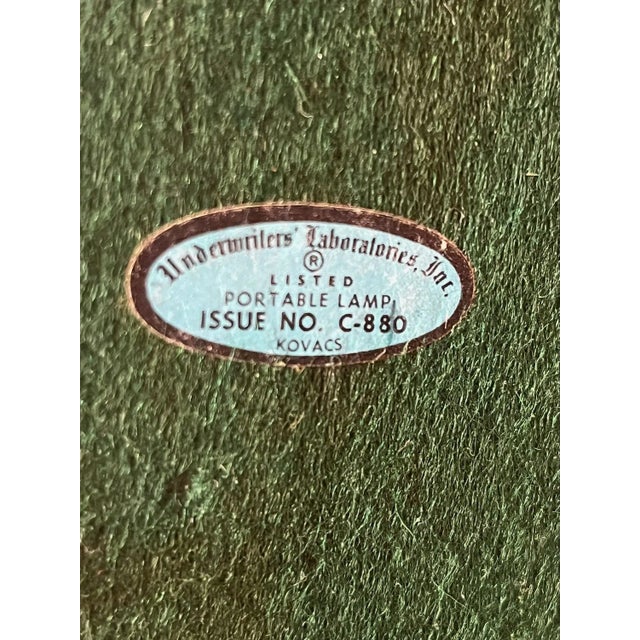 Underwriters' Laboratories, Inc.
®
LISTED
PORTABLE LAMP
ISSUE NO. C-880
KOVACS